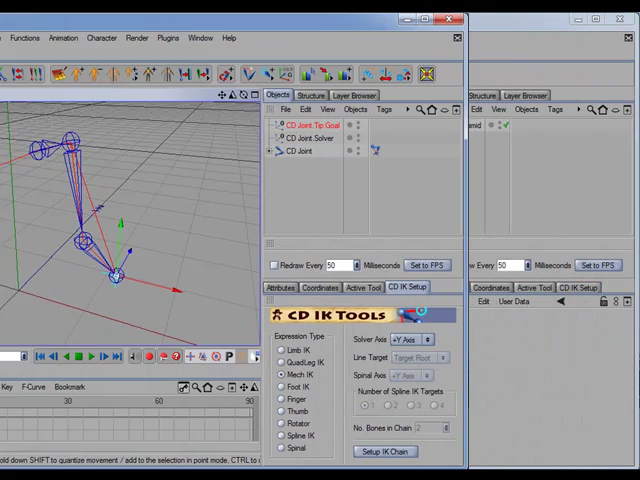 Functions Animation Character Render Plugins Window Help
Objects Structure Layer Browser
Structure Layer Browser
File Edit View Objects Tags
Edit View Objects Tags
CD Joint.Tip.Goal
CD Joint.Solver
CD Joint
Redraw Every 50 Milliseconds Set to FPS
50 Milliseconds Set to FPS
Attributes Coordinates Active Tool CD IK Setup
Coordinates Active Tool CD IK Setup
Edit User Data
CD IK TOOLS
Expression Type
Limb IK
QuadLeg IK
Mech IK
Foot IK
Finger
Thumb
Rotator
Spline IK
Spinal
Solver Axis +Y Axis
Line Target Target Root
Spinal Axis +Y Axis
Number of Spline IK Targets
1 2 3 4
No. Bones in Chain 2
Setup IK Chain
Key F-Curve Bookmark
30 60 90
old down SHIFT to quantize movement / add to the selection in point mode, CTRL to